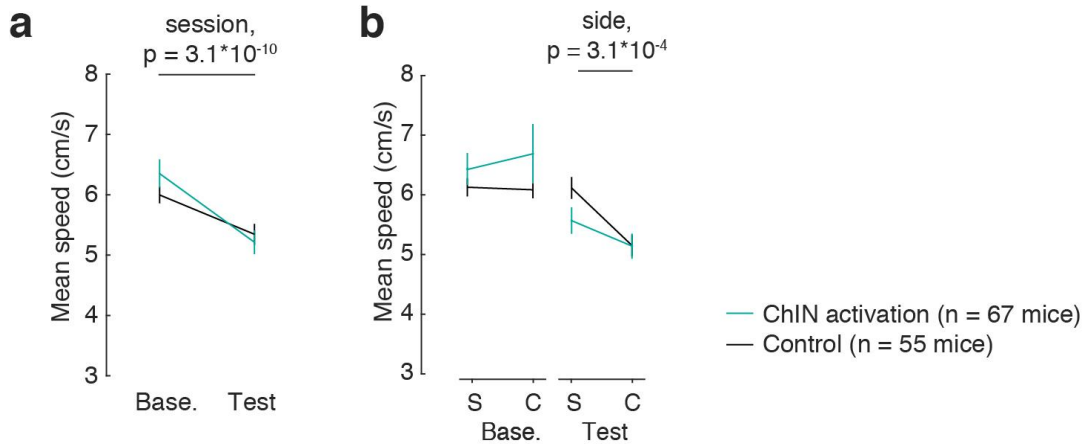 a
session,
p = 3.1*10-10
8
7
6
5
4
3
Mean speed (cm/s)
Base. Test
b
side,
p = 3.1*10-4
8
7
6
5
4
3
Mean speed (cm/s)
S C S C
Base. Test
ChIN activation (n = 67 mice)
Control (n = 55 mice)